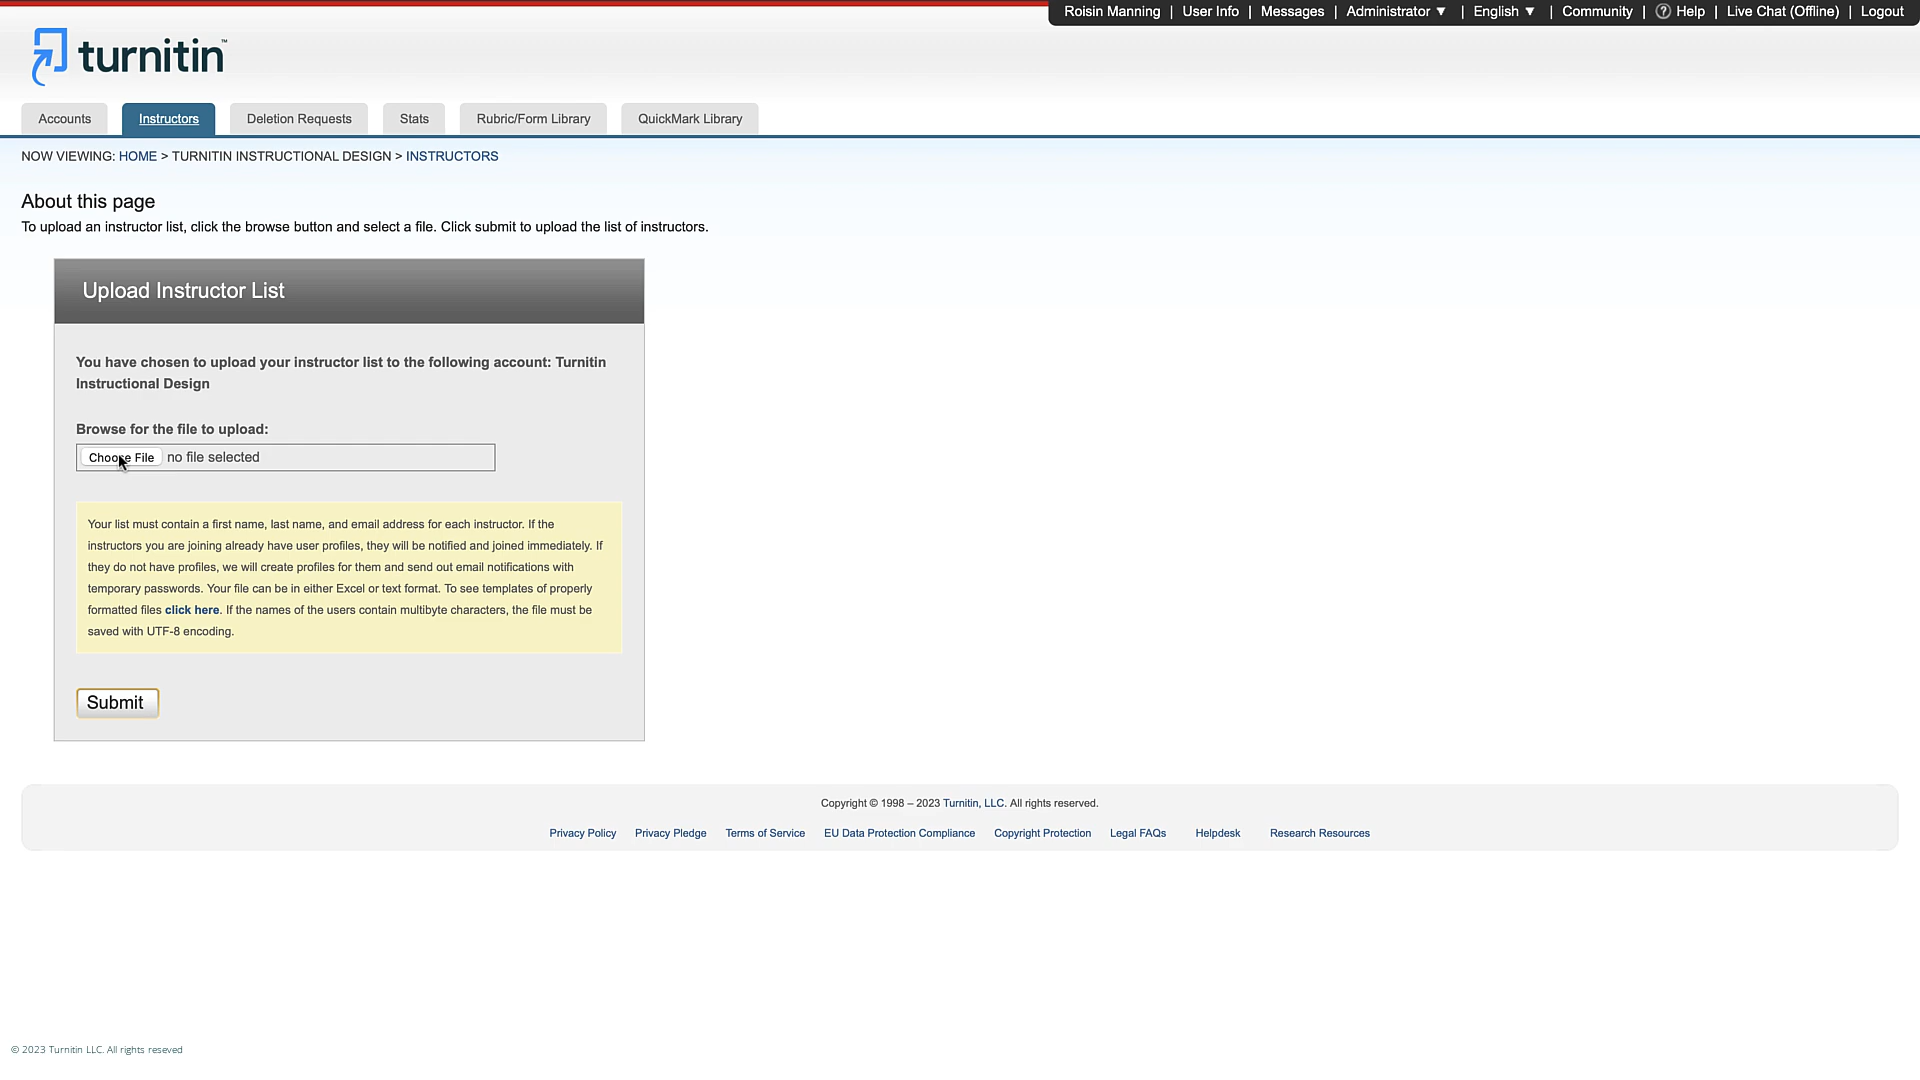 Roisin Manning | User Info | Messages | Administrator ▼ | English ▼ | Community | ? Help | Live Chat (Offline) | Logout
turnitin™
Accounts Instructors Deletion Requests Stats Rubric/Form Library QuickMark Library
NOW VIEWING: HOME > TURNITIN INSTRUCTIONAL DESIGN > INSTRUCTORS
About this page
To upload an instructor list, click the browse button and select a file. Click submit to upload the list of instructors.
Upload Instructor List
You have chosen to upload your instructor list to the following account: Turnitin
Instructional Design
Browse for the file to upload:
Choose File no file selected
Your list must contain a first name, last name, and email address for each instructor. If the
instructors you are joining already have user profiles, they will be notified and joined immediately. If
they do not have profiles, we will create profiles for them and send out email notifications with
temporary passwords. Your file can be in either Excel or text format. To see templates of properly
formatted files click here. If the names of the users contain multibyte characters, the file must be
saved with UTF-8 encoding.
Submit
Copyright © 1998 – 2023 Turnitin, LLC. All rights reserved.
Privacy Policy Privacy Pledge Terms of Service EU Data Protection Compliance Copyright Protection Legal FAQs Helpdesk Research Resources
© 2023 Turnitin LLC. All rights reseved